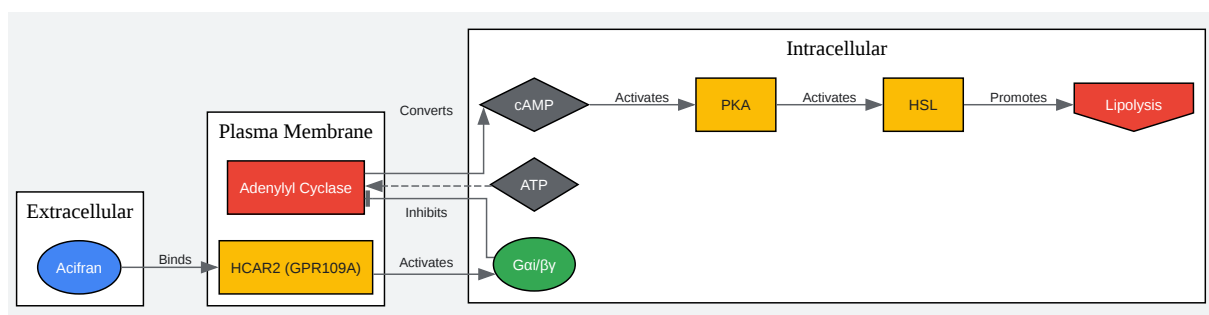 Intracellular
cAMP
Activates
PKA
Activates
HSL
Promotes
Lipolysis
Converts
Plasma Membrane
Adenylyl Cyclase
ATP
Extracellular
Inhibits
Acifran
Binds
HCAR2 (GPR109A)
Activates
Gαi/βγ